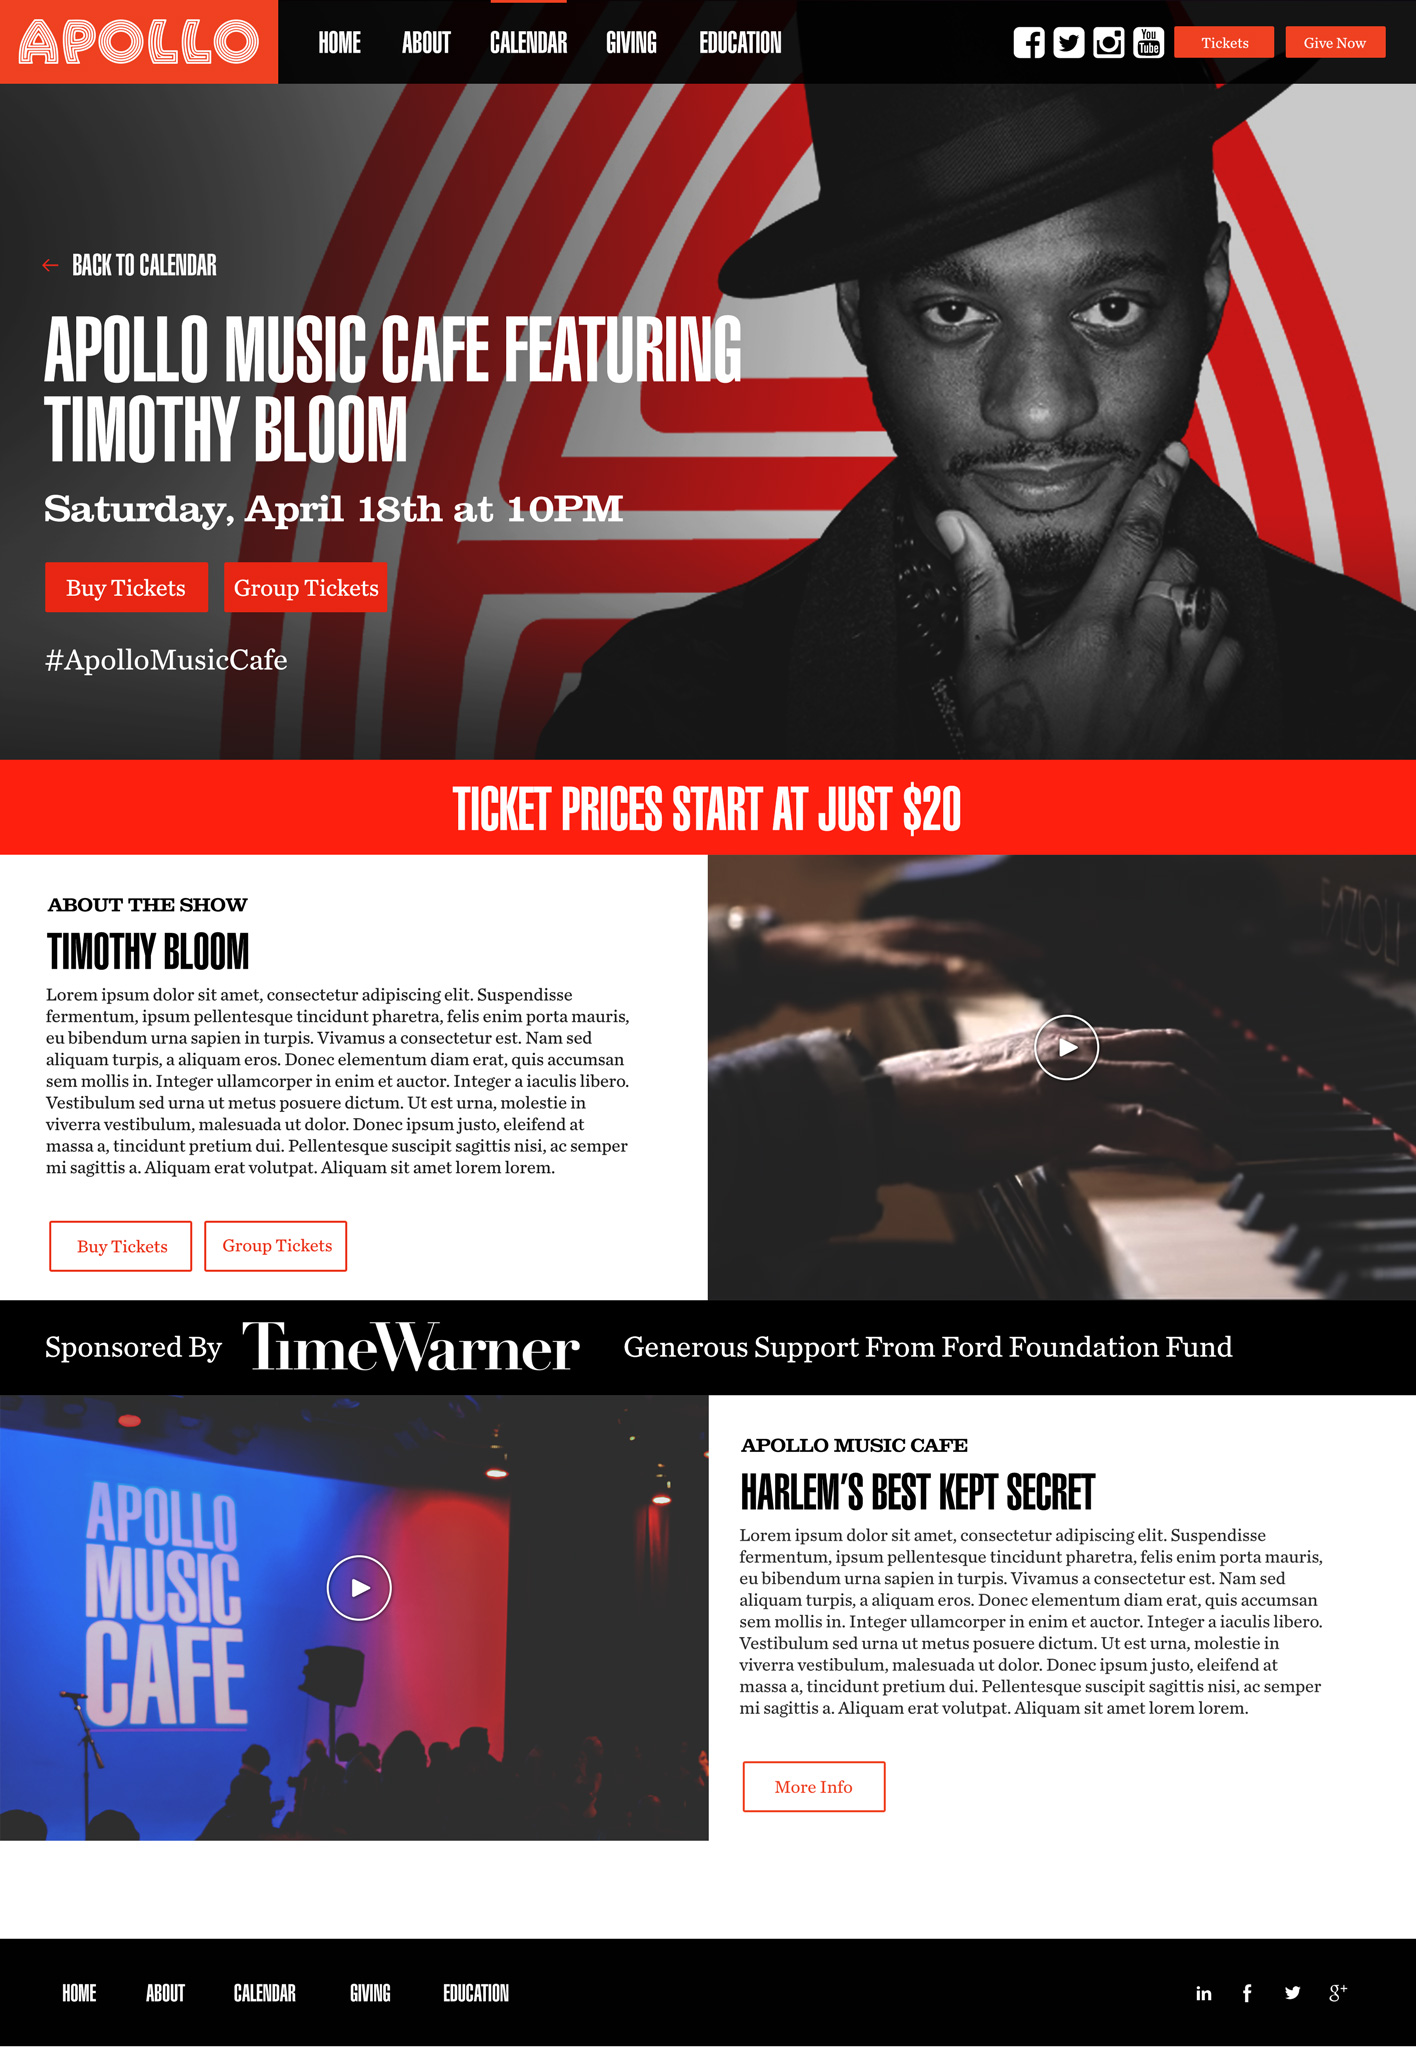 APOLLO
HOME ABOUT CALENDAR GIVING EDUCATION
You
Tube
Tickets Give Now
BACK TO CALENDAR
APOLLO MUSIC CAFE FEATURING
TIMOTHY BLOOM
Saturday, April 18th at 10PM
Buy Tickets Group Tickets
#ApolloMusicCafe
TICKET PRICES START AT JUST $20
ABOUT THE SHOW
TIMOTHY BLOOM
Lorem ipsum dolor sit amet, consectetur adipiscing elit. Suspendisse
fermentum, ipsum pellentesque tincidunt pharetra, felis enim porta mauris,
eu bibendum urna sapien in turpis. Vivamus a consectetur est. Nam sed
aliquam turpis, a aliquam eros. Donec elementum diam erat, quis accumsan
sem mollis in. Integer ullamcorper in enim et auctor. Integer a iaculis libero.
Vestibulum sed urna ut metus posuere dictum. Ut est urna, molestie in
viverra vestibulum, malesuada ut dolor. Donec ipsum justo, eleifend at
massa a, tincidunt pretium dui. Pellentesque suscipit sagittis nisi, ac semper
mi sagittis a. Aliquam erat volutpat. Aliquam sit amet lorem lorem.
Buy Tickets Group Tickets
FAZIOLI
Sponsored By TimeWarner Generous Support From Ford Foundation Fund
APOLLO
MUSIC
CAFE
APOLLO MUSIC CAFE
HARLEM'S BEST KEPT SECRET
Lorem ipsum dolor sit amet, consectetur adipiscing elit. Suspendisse
fermentum, ipsum pellentesque tincidunt pharetra, felis enim porta mauris,
eu bibendum urna sapien in turpis. Vivamus a consectetur est. Nam sed
aliquam turpis, a aliquam eros. Donec elementum diam erat, quis accumsan
sem mollis in. Integer ullamcorper in enim et auctor. Integer a iaculis libero.
Vestibulum sed urna ut metus posuere dictum. Ut est urna, molestie in
viverra vestibulum, malesuada ut dolor. Donec ipsum justo, eleifend at
massa a, tincidunt pretium dui. Pellentesque suscipit sagittis nisi, ac semper
mi sagittis a. Aliquam erat volutpat. Aliquam sit amet lorem lorem.
More Info
HOME ABOUT CALENDAR GIVING EDUCATION
in f g+